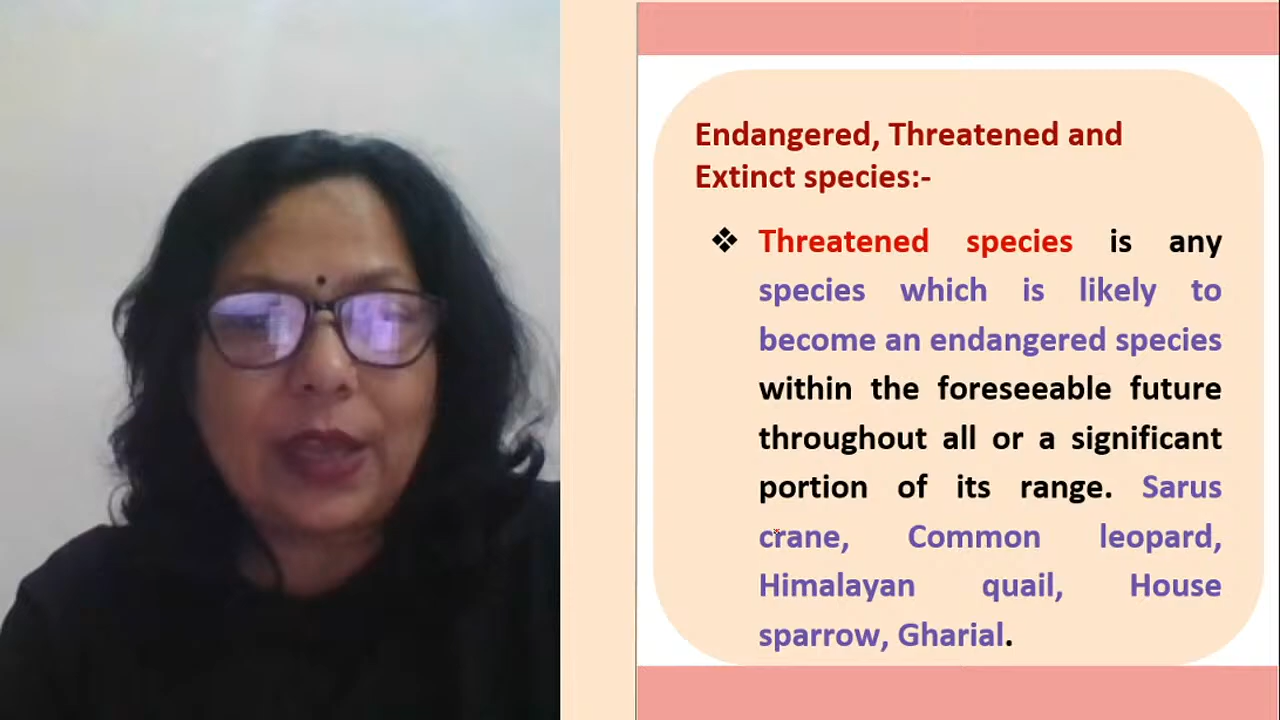 Endangered, Threatened and
Extinct species:-
❖ Threatened species is any
species which is likely to
become an endangered species
within the foreseeable future
throughout all or a significant
portion of its range. Sarus
crane, Common leopard,
Himalayan quail, House
sparrow, Gharial.